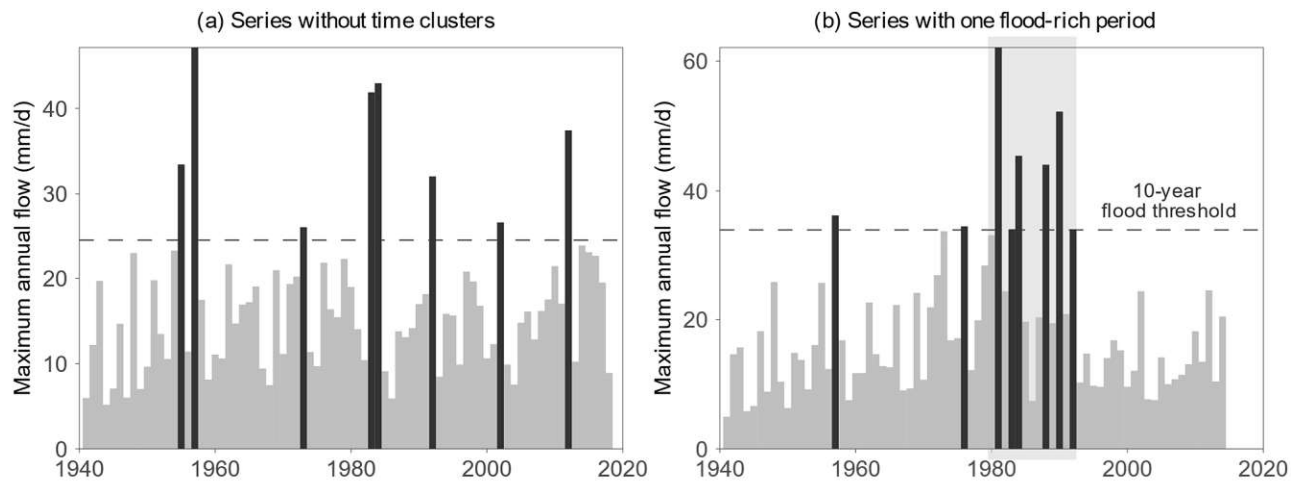 (a) Series without time clusters
Maximum annual flow (mm/d)
40
30
20
10
0
1940 1960 1980 2000 2020
(b) Series with one flood-rich period
Maximum annual flow (mm/d)
60
40
20
0
10-year
flood threshold
1940 1960 1980 2000 2020